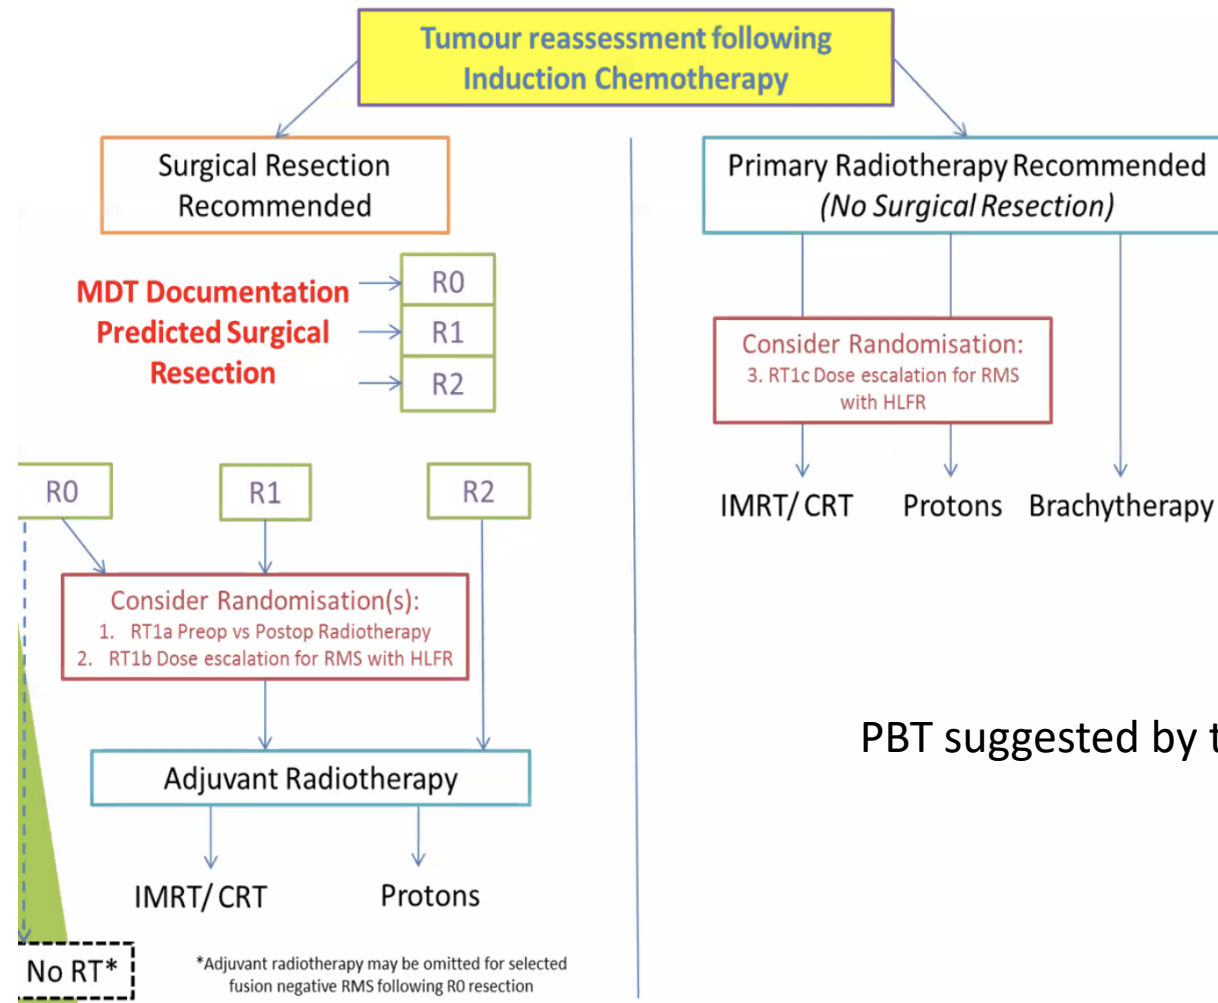 Tumour reassessment following
Induction Chemotherapy
Surgical Resection
Recommended
MDT Documentation
Predicted Surgical
Resection
R0
R1
R2
R0
R1
R2
Consider Randomisation(s):
1. RT1a Preop vs Postop Radiotherapy
2. RT1b Dose escalation for RMS with HLFR
Adjuvant Radiotherapy
IMRT/ CRT
Protons
No RT*
*Adjuvant radiotherapy may be omitted for selected
fusion negative RMS following R0 resection
Primary Radiotherapy Recommended
(No Surgical Resection)
Consider Randomisation:
3. RT1c Dose escalation for RMS
with HLFR
IMRT/ CRT
Protons
Brachytherapy
PBT suggested by